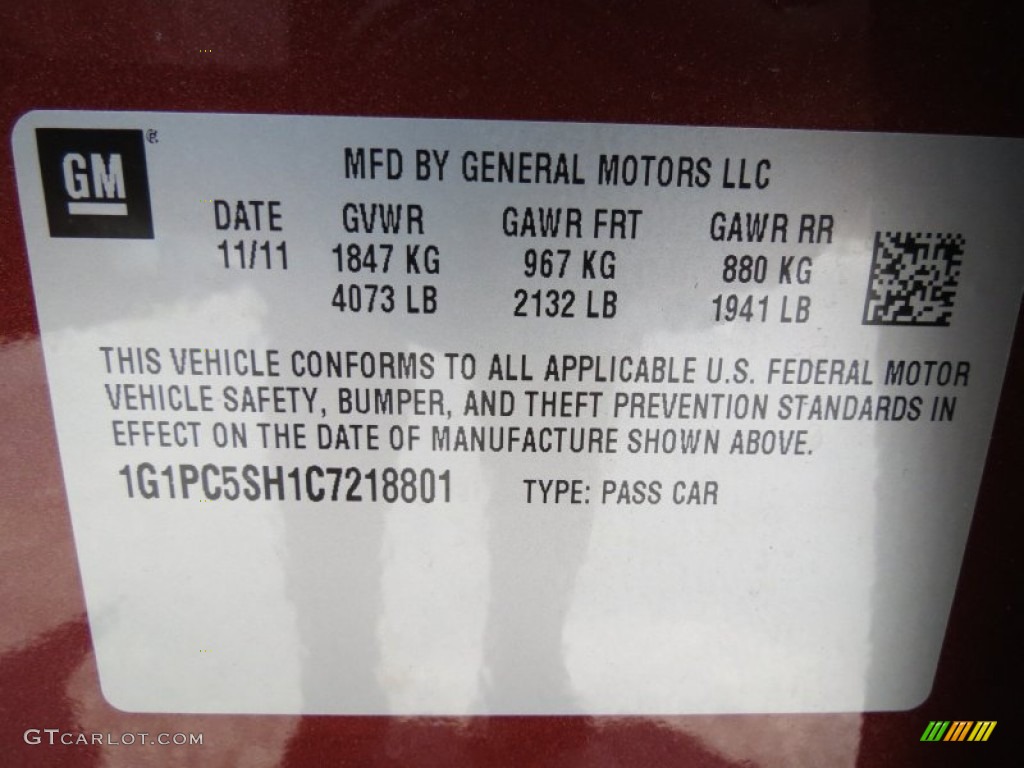 GM ®
MFD BY GENERAL MOTORS LLC
DATE GVWR GAWR FRT GAWR RR
11/11 1847 KG 967 KG 880 KG
4073 LB 2132 LB 1941 LB
THIS VEHICLE CONFORMS TO ALL APPLICABLE U.S. FEDERAL MOTOR
VEHICLE SAFETY, BUMPER, AND THEFT PREVENTION STANDARDS IN
EFFECT ON THE DATE OF MANUFACTURE SHOWN ABOVE.
1G1PC5SH1C7218801 TYPE: PASS CAR
GTCARLOT.COM